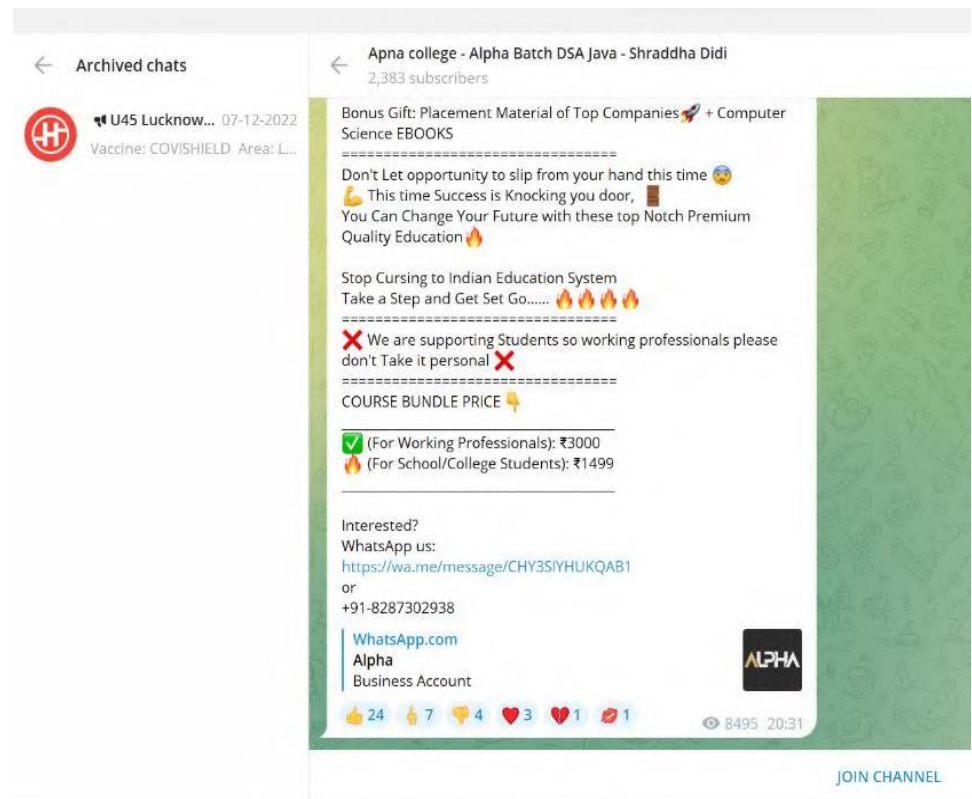 Archived chats
U45 Lucknow... 07-12-2022
Vaccine: COVISHIELD Area: L...
Apna college - Alpha Batch DSA Java - Shraddha Didi
2,383 subscribers
Bonus Gift: Placement Material of Top Companies🚀 + Computer
Science EBOOKS
=================================
Don't Let opportunity to slip from your hand this time 😨
💪 This time Success is Knocking you door, 🚪
You Can Change Your Future with these top Notch Premium
Quality Education🔥
Stop Cursing to Indian Education System
Take a Step and Get Set Go...... 🔥🔥🔥🔥
=================================
❌ We are supporting Students so working professionals please
don't Take it personal ❌
=================================
COURSE BUNDLE PRICE 👇
✅ (For Working Professionals): ₹3000
🔥 (For School/College Students): ₹1499
Interested?
WhatsApp us:
https://wa.me/message/CHY3SIYHUKQAB1
or
+91-8287302938
WhatsApp.com
Alpha
Business Account
ALPHA
👍 24 🖕 7 👎 4 ❤️ 3 💔 1 💋 1
8495 20:31
JOIN CHANNEL